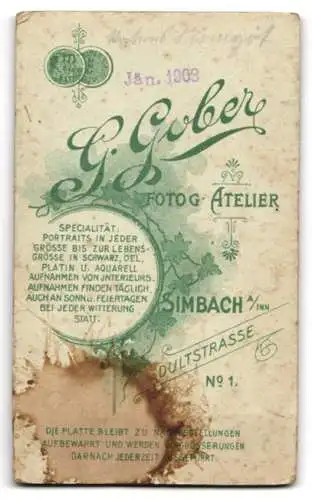 Jän. 1903
G. Gober
FOTOG. ATELIER
SPECIALITÄT:
PORTRAITS IN JEDER
GRÖSSE BIS ZUR LEBENS-
GRÖSSE IN SCHWARZ, OEL,
PLATIN U. AQUARELL
AUFNAHMEN VON JNTERIEURS.
AUFNAHMEN FINDEN TÄGLICH,
AUCH AN SONN U. FEIERTAGEN
BEI JEDER WITTERUNG
STATT.
SIMBACH A/INN
DULTSTRASSE
No 1.
DIE PLATTE BLEIBT ZU
AUFBEWAHRT UND WERDEN
DARNACH JEDERZEIT